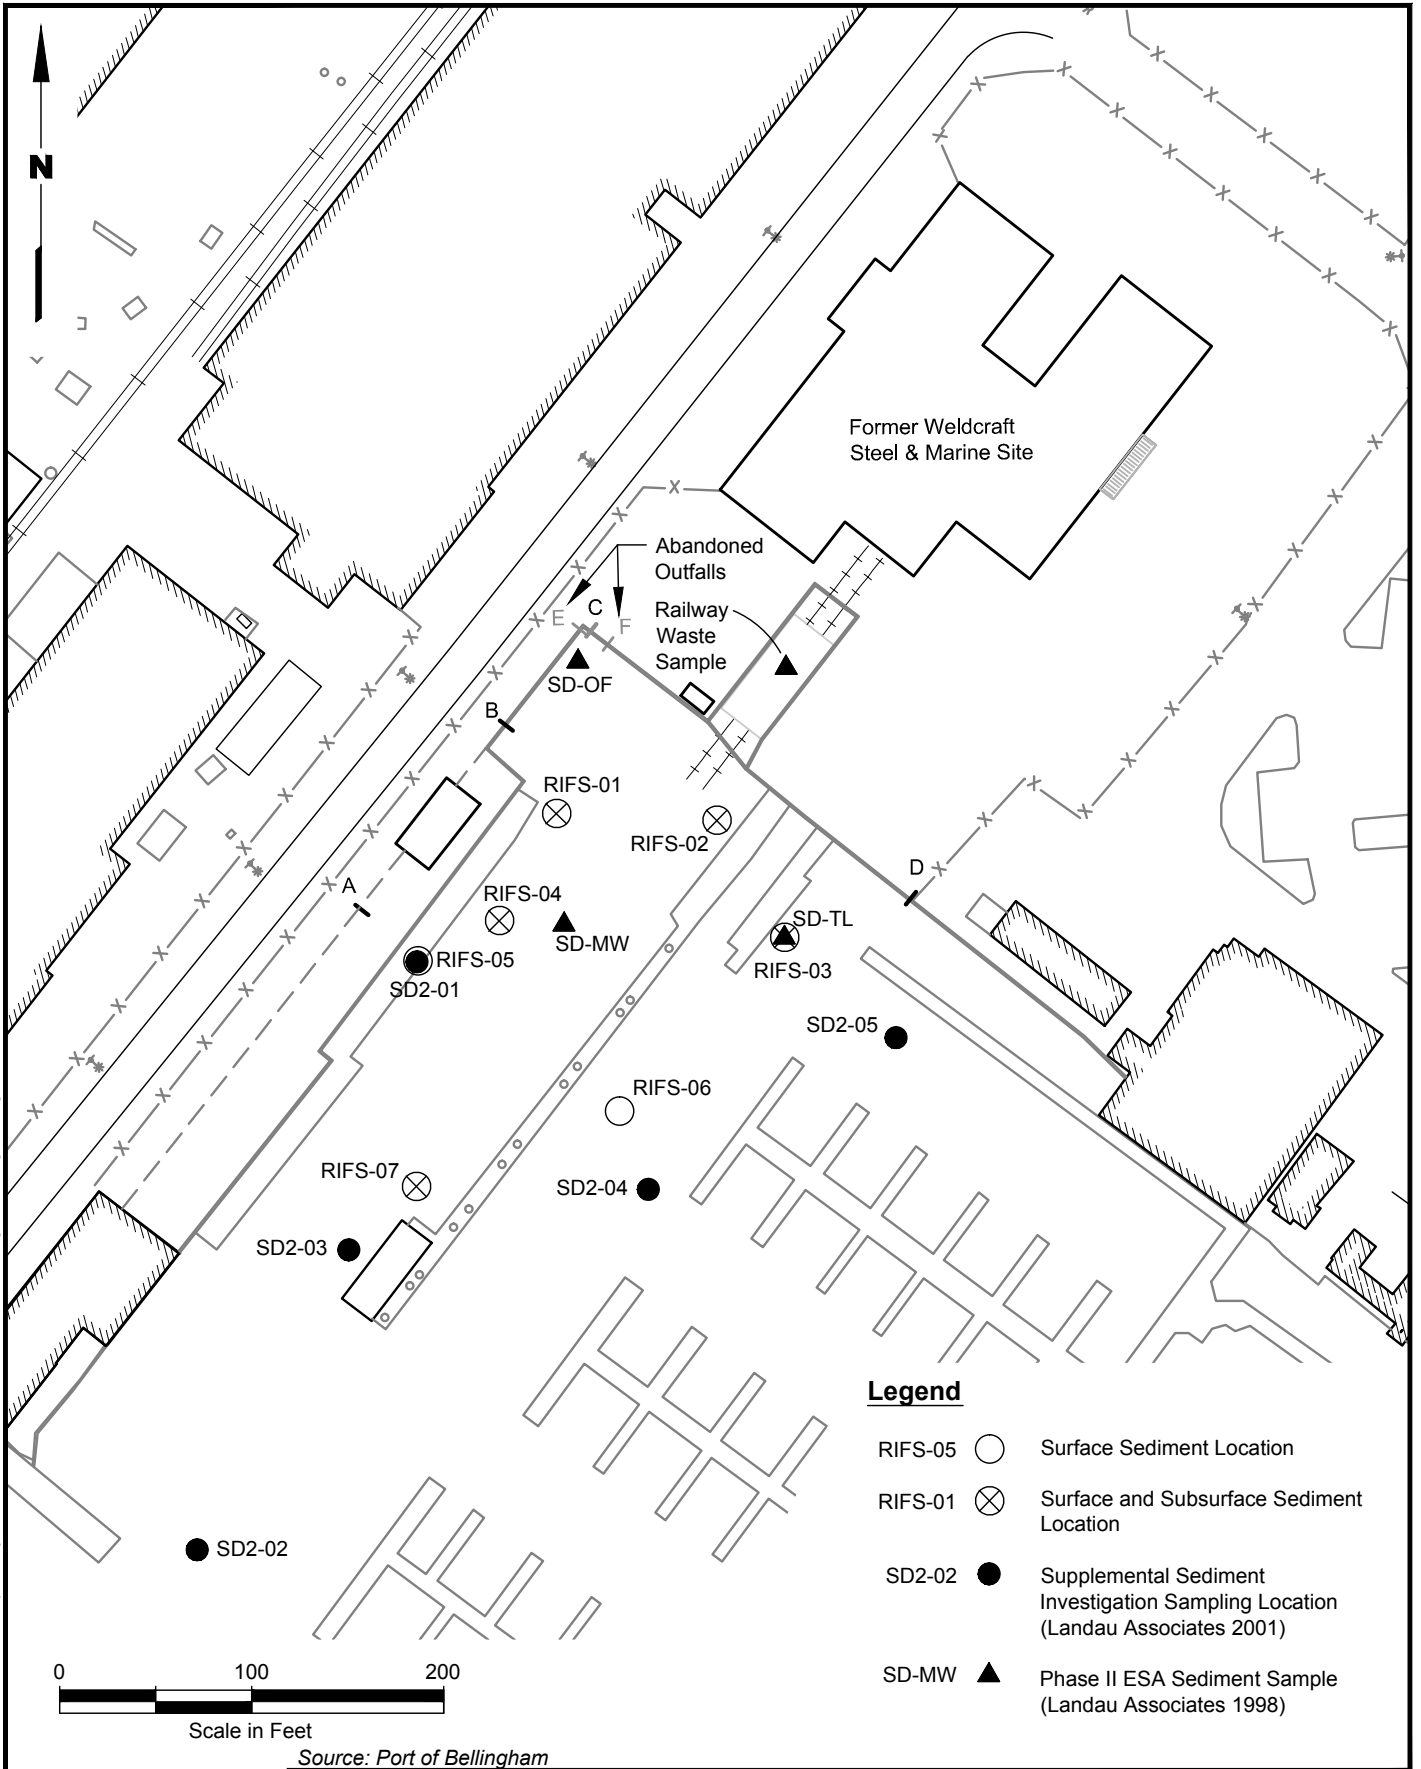 N
Former Weldcraft
Steel & Marine Site
Abandoned
Outfalls
E
C
F
Railway
Waste
Sample
SD-OF
B
RIFS-01
RIFS-02
A
RIFS-04
D
SD-MW
SD-TL
RIFS-03
RIFS-05
SD2-01
SD2-05
RIFS-06
RIFS-07
SD2-04
SD2-03
SD2-02
Legend
RIFS-05
Surface Sediment Location
RIFS-01
Surface and Subsurface Sediment
Location
SD2-02
Supplemental Sediment
Investigation Sampling Location
(Landau Associates 2001)
SD-MW
Phase II ESA Sediment Sample
(Landau Associates 1998)
0 100 200
Scale in Feet
Source: Port of Bellingham